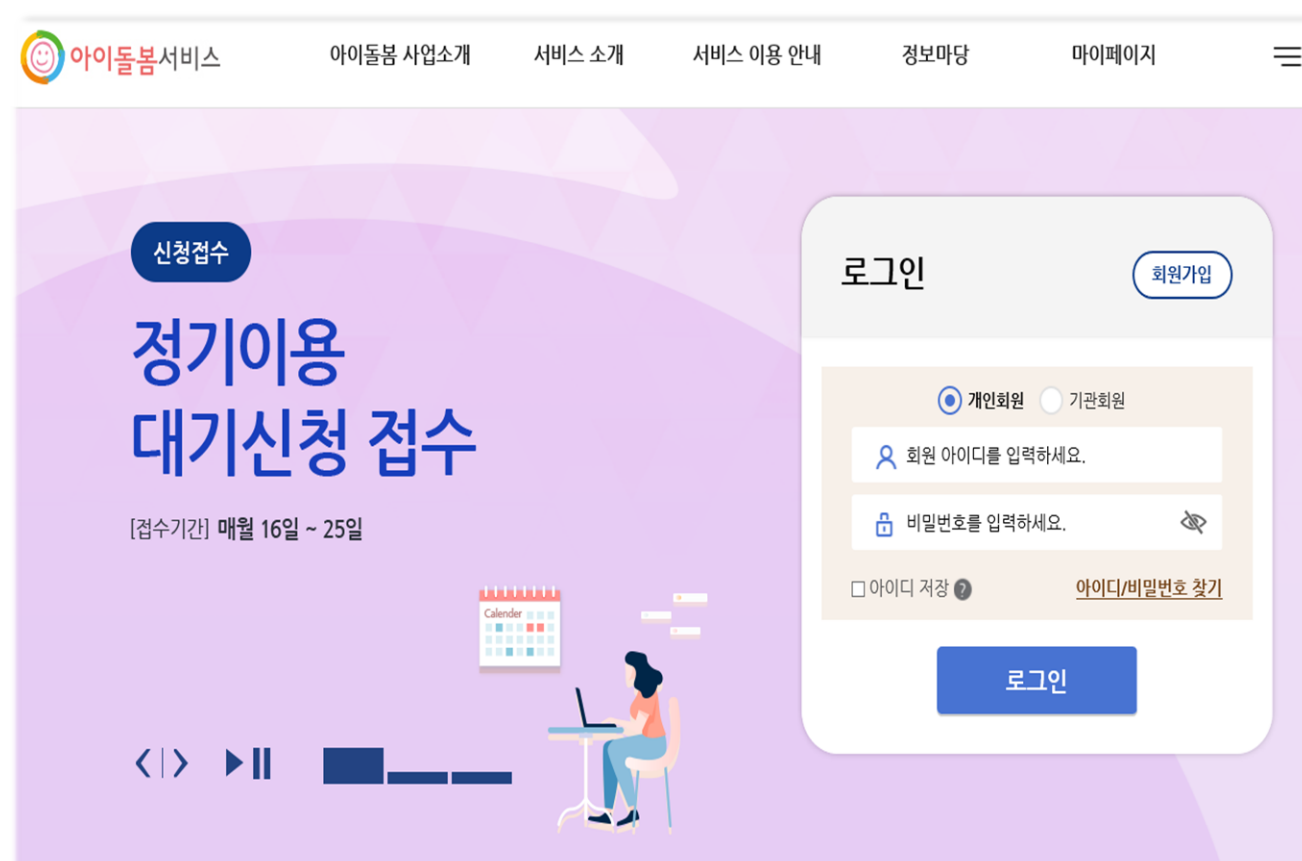 아이돌봄서비스
아이돌봄 사업소개 서비스 소개 서비스 이용 안내 정보마당 마이페이지
신청접수
정기이용
대기신청 접수
[접수기간] 매월 16일 ~ 25일
Calender
로그인
회원가입
개인회원 기관회원
회원 아이디를 입력하세요.
비밀번호를 입력하세요.
아이디 저장 ?
아이디/비밀번호 찾기
로그인